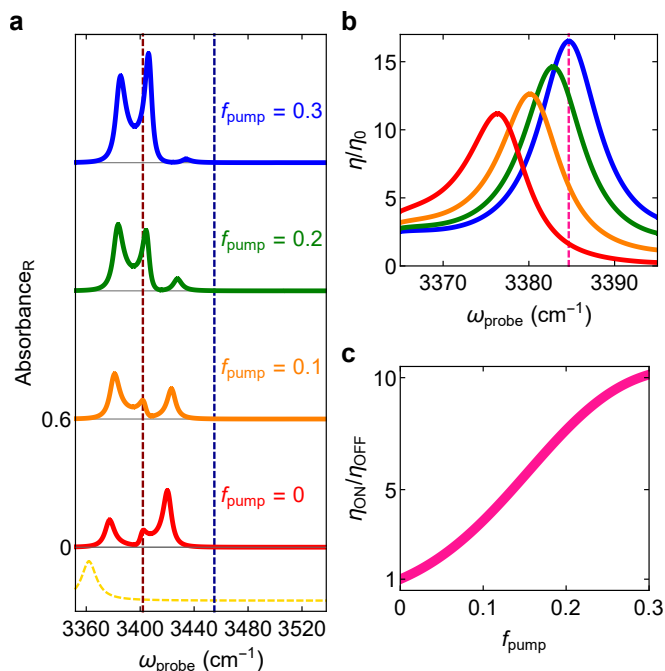 a
Absorbance_R
f_pump = 0.3
f_pump = 0.2
f_pump = 0.1
f_pump = 0
0.6
0
3360 3400 3440 3480 3520
ω_probe (cm⁻¹)
b
η/η₀
15
10
5
0
3370 3380 3390
ω_probe (cm⁻¹)
c
η_ON/η_OFF
10
5
1
0 0.1 0.2 0.3
f_pump